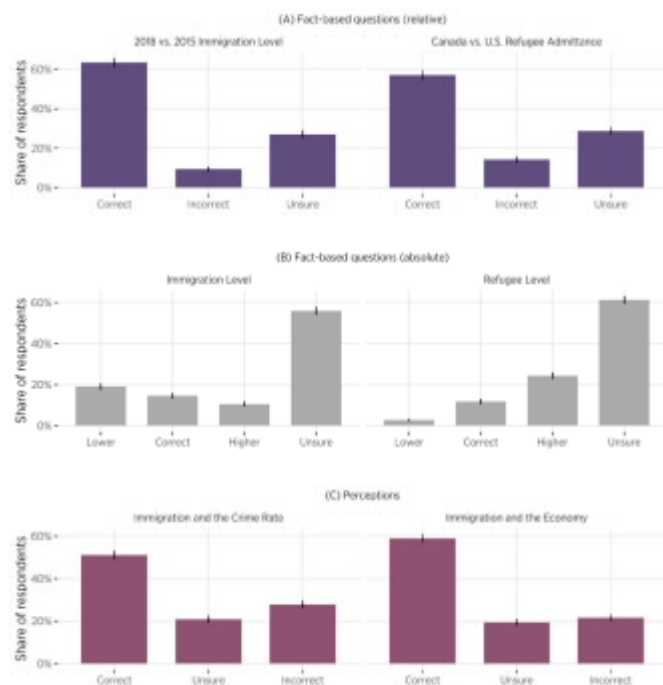 (A) Fact-based questions (relative)
2018 vs. 2015 Immigration Level
Canada vs. U.S. Refugee Admittance
Share of respondents
60%
40%
20%
0%
Correct Incorrect Unsure
Correct Incorrect Unsure
(B) Fact-based questions (absolute)
Immigration Level
Refugee Level
Share of respondents
60%
40%
20%
0%
Lower Correct Higher Unsure
Lower Correct Higher Unsure
(C) Perceptions
Immigration and the Crime Rate
Immigration and the Economy
Share of respondents
60%
40%
20%
0%
Correct Unsure Incorrect
Correct Unsure Incorrect